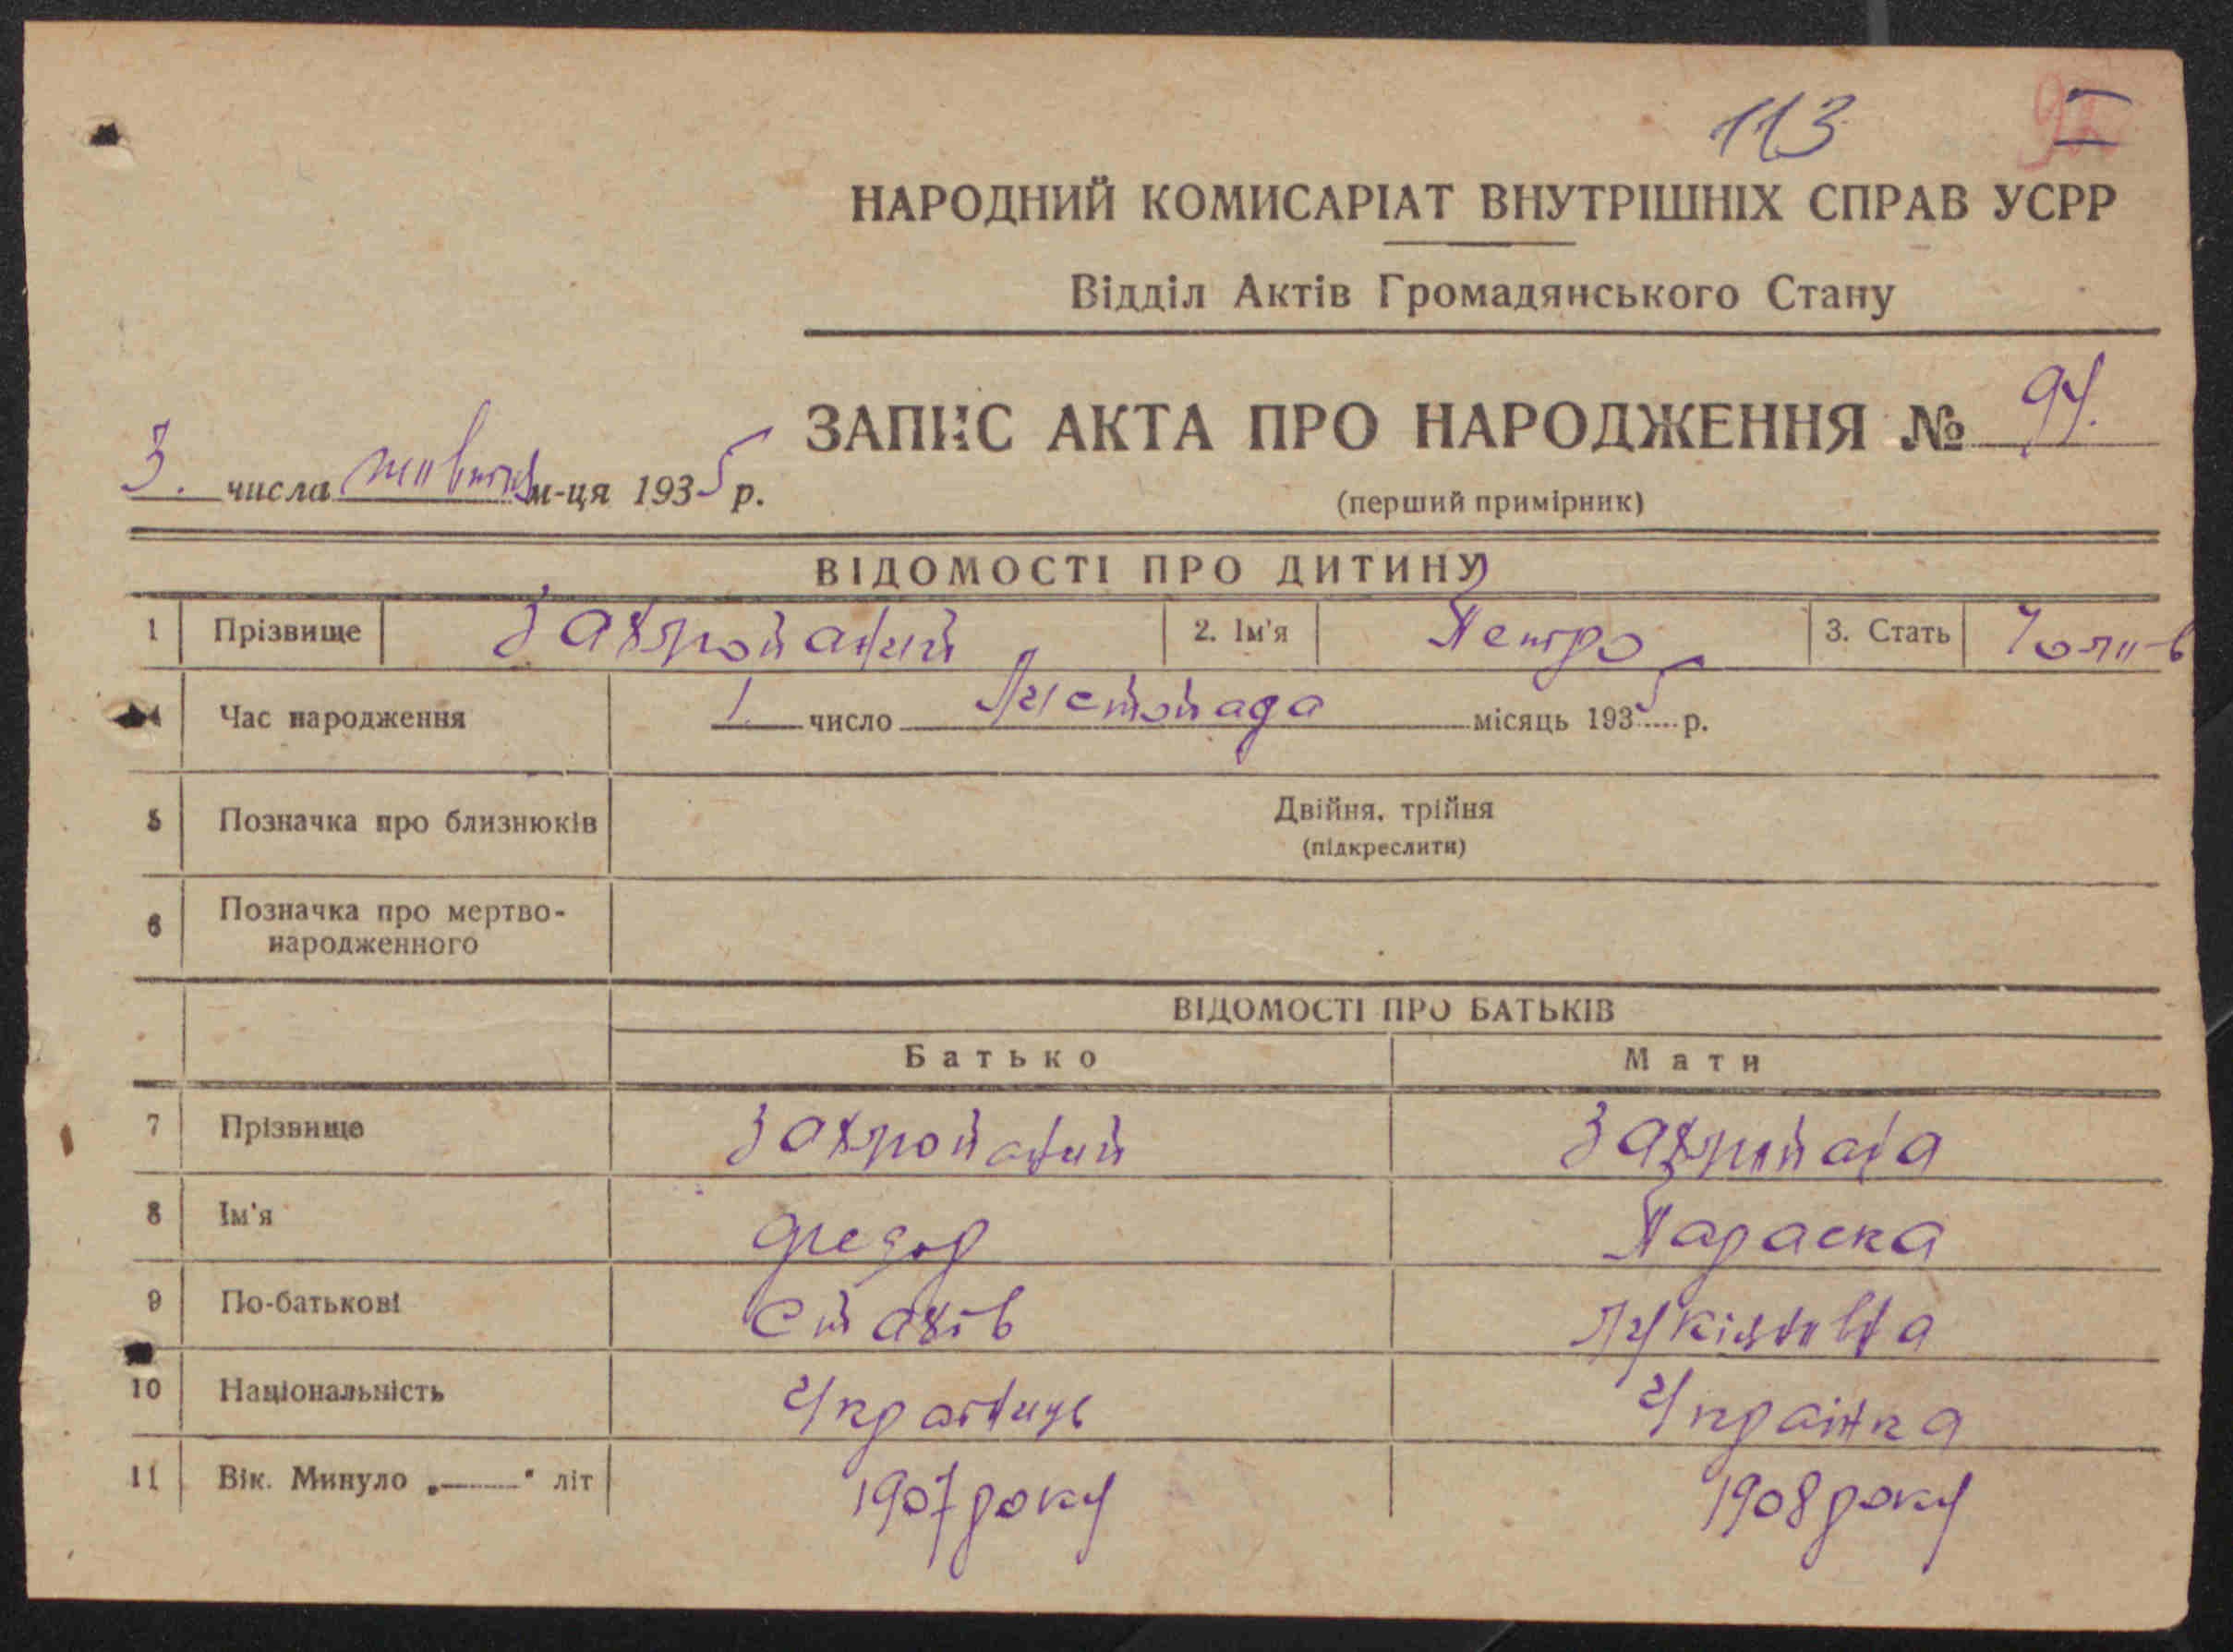 113
НАРОДНИЙ КОМИСАРІАТ ВНУТРІШНІХ СПРАВ УСРР
Відділ Актів Громадянського Стану
ЗАПИС АКТА ПРО НАРОДЖЕННЯ №
3. числа м-ця 1935 р.
(перший примірник)
ВІДОМОСТІ ПРО ДИТИНУ
1 Прізвище 2. Ім'я Петро 3. Стать Чолі-в
4 Час народження 1. число Листопада місяць 1935 р.
5 Позначка про близнюків Двійня, трійня
(підкреслити)
6 Позначка про мертво-
народженного
ВІДОМОСТІ ПРО БАТЬКІВ
Батько Мати
7 Прізвище
8 Ім'я Федор Параска
9 По-батькові
10 Національність Українка
11 Вік. Минуло „——" літ 1907 року 1908 року